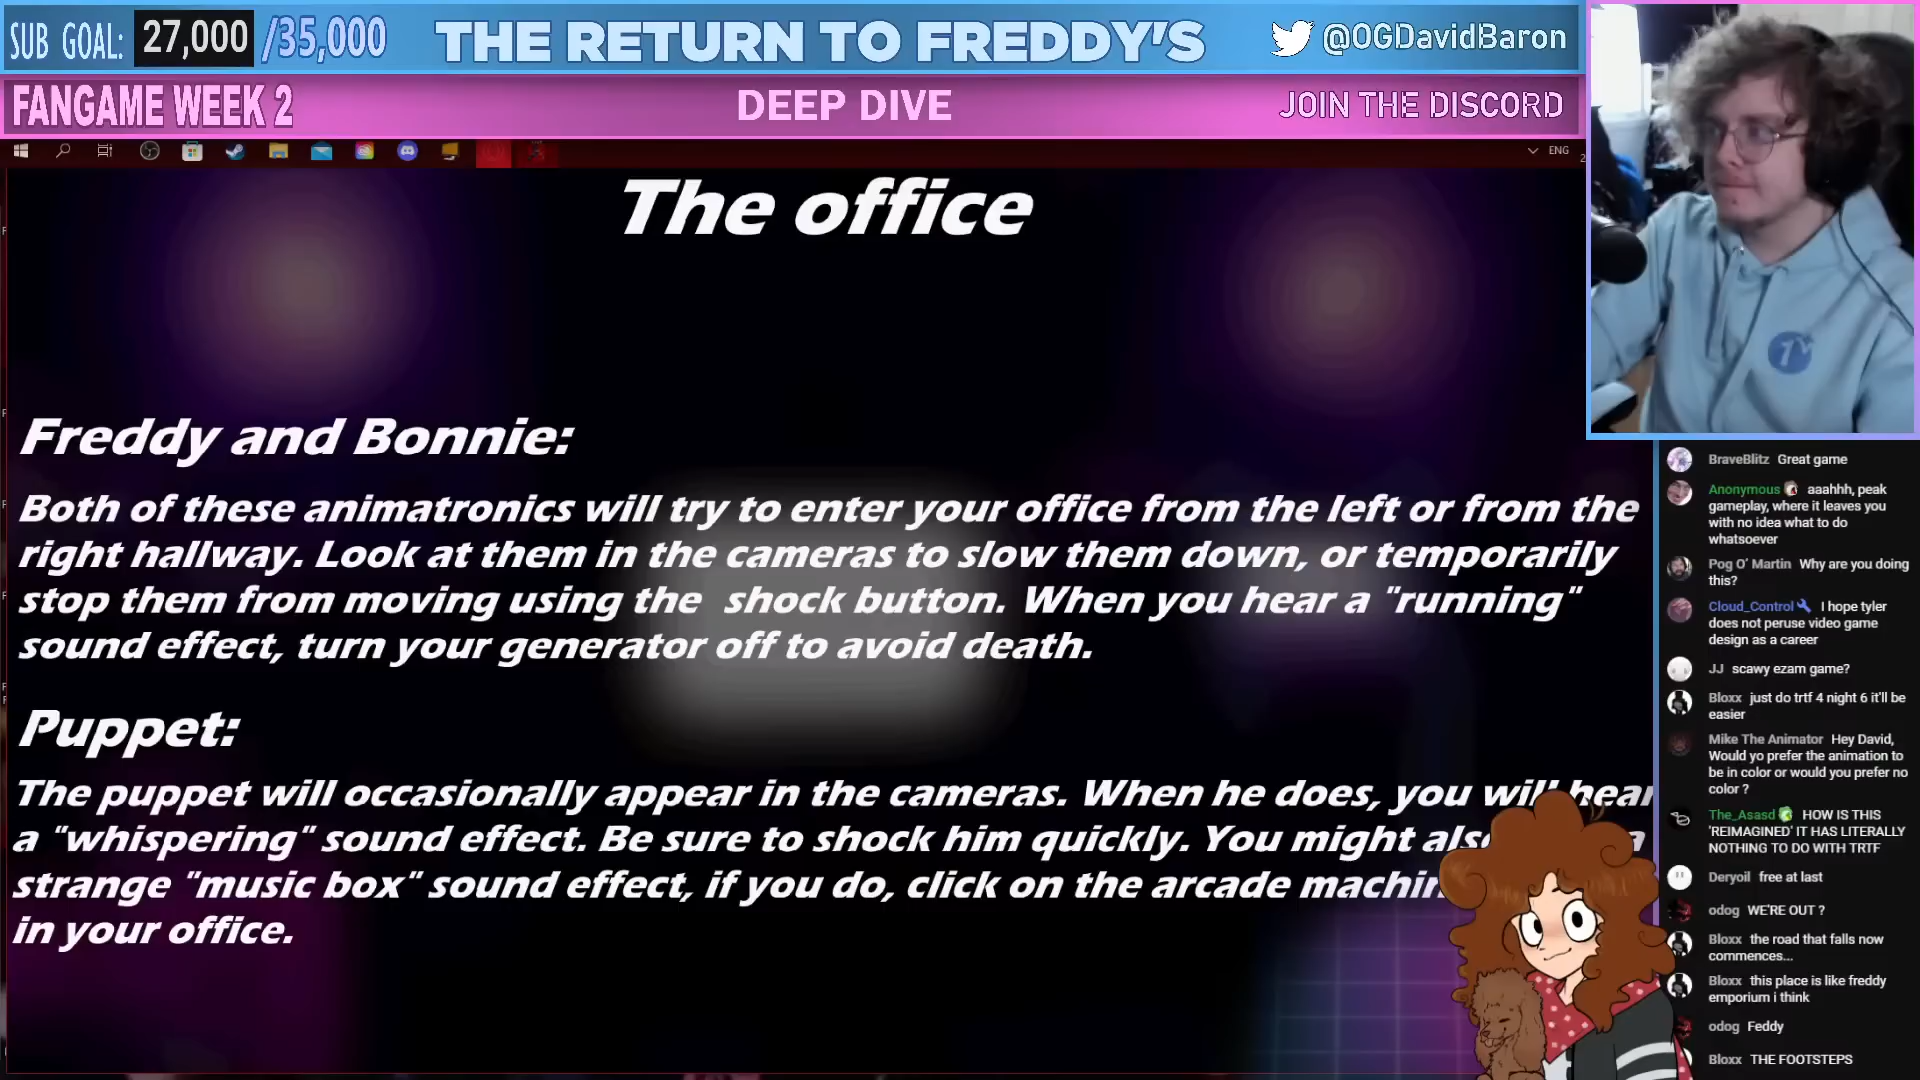 SUB GOAL: 27,000 /35,000
THE RETURN TO FREDDY'S
@OGDavidBaron
FANGAME WEEK 2
DEEP DIVE
JOIN THE DISCORD
ENG
2
The office
Freddy and Bonnie:
Both of these animatronics will try to enter your office from the left or from the
right hallway. Look at them in the cameras to slow them down, or temporarily
stop them from moving using the shock button. When you hear a "running"
sound effect, turn your generator off to avoid death.
Puppet:
The puppet will occasionally appear in the cameras. When he does, you will hear
a "whispering" sound effect. Be sure to shock him quickly. You might also a
strange "music box" sound effect, if you do, click on the arcade machin
in your office.
BraveBlitz Great game
Anonymous aaahhh, peak
gameplay, where it leaves you
with no idea what to do
whatsoever
Pog O' Martin Why are you doing
this?
Cloud_Control I hope tyler
does not peruse video game
design as a career
JJ scawy ezam game?
Bloxx just do trtf 4 night 6 it'll be
easier
Mike The Animator Hey David,
Would yo prefer the animation to
be in color or would you prefer no
color ?
The_Asasd HOW IS THIS
'REIMAGINED' IT HAS LITERALLY
NOTHING TO DO WITH TRTF
Deryoil free at last
odog WE'RE OUT ?
Bloxx the road that falls now
commences...
Bloxx this place is like freddy
emporium i think
odog Feddy
Bloxx THE FOOTSTEPS